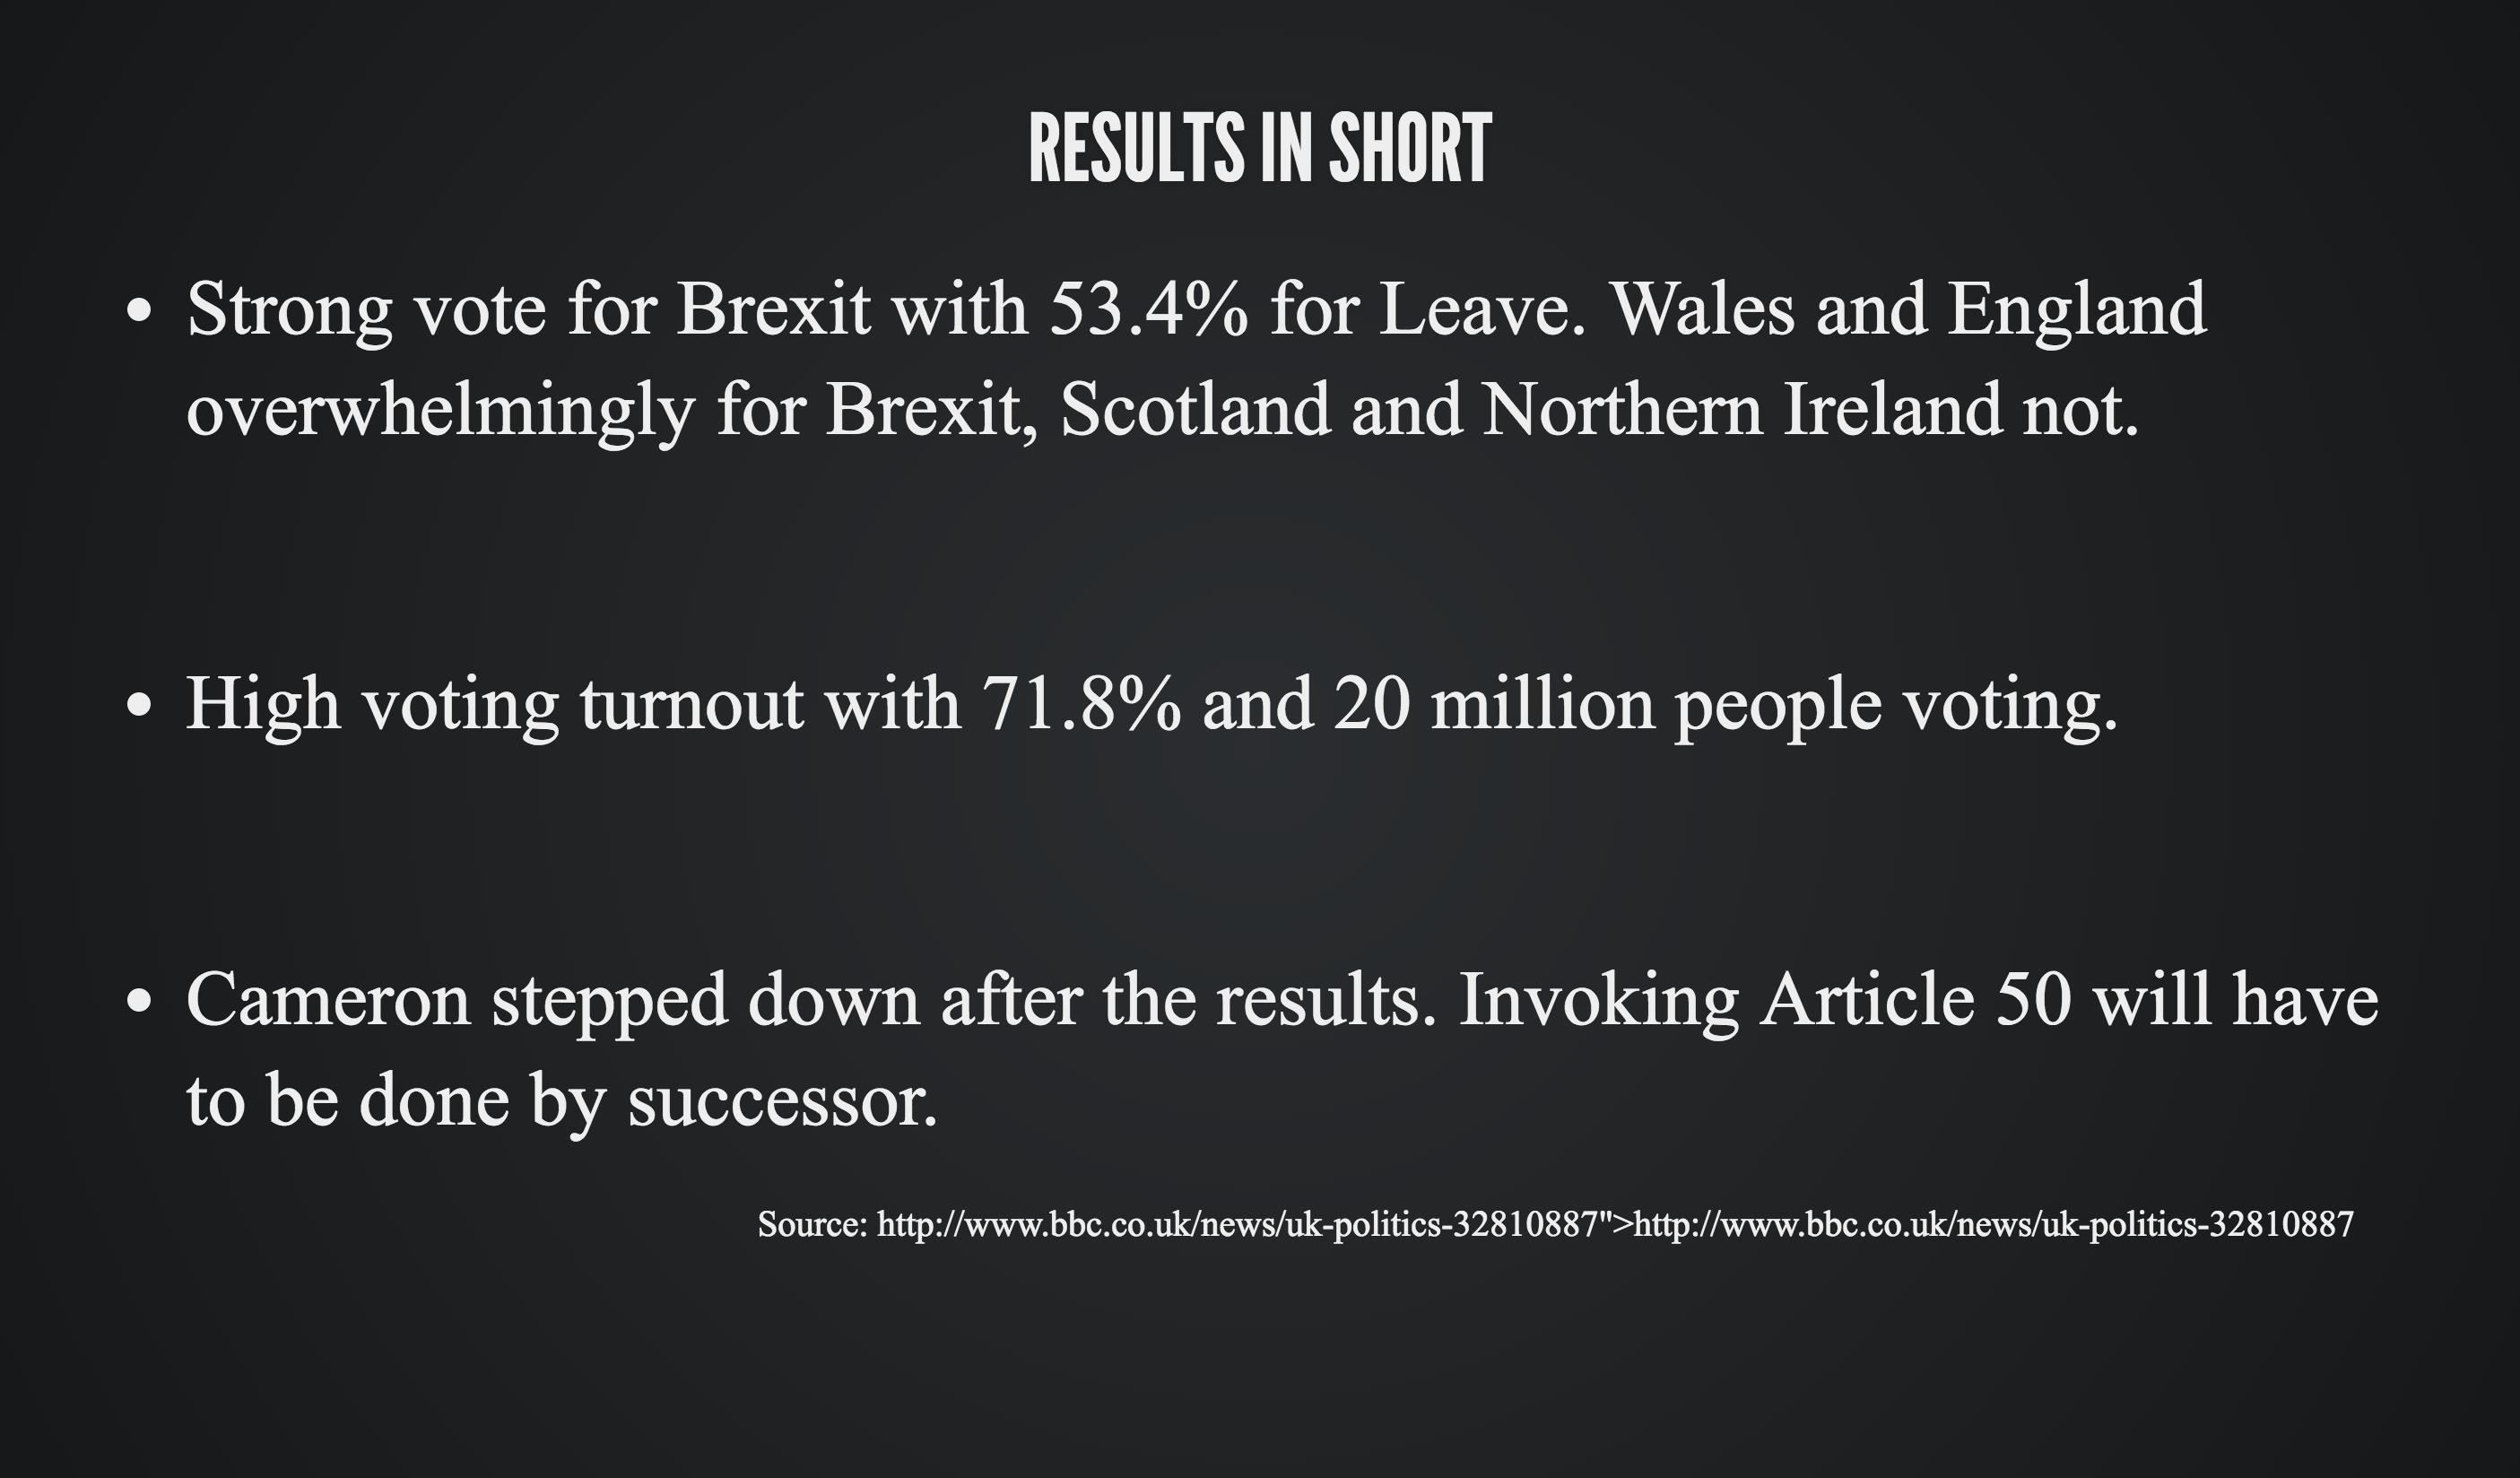 RESULTS IN SHORT
• Strong vote for Brexit with 53.4% for Leave. Wales and England
overwhelmingly for Brexit, Scotland and Northern Ireland not.
• High voting turnout with 71.8% and 20 million people voting.
• Cameron stepped down after the results. Invoking Article 50 will have
to be done by successor.
Source: http://www.bbc.co.uk/news/uk-politics-32810887">http://www.bbc.co.uk/news/uk-politics-32810887